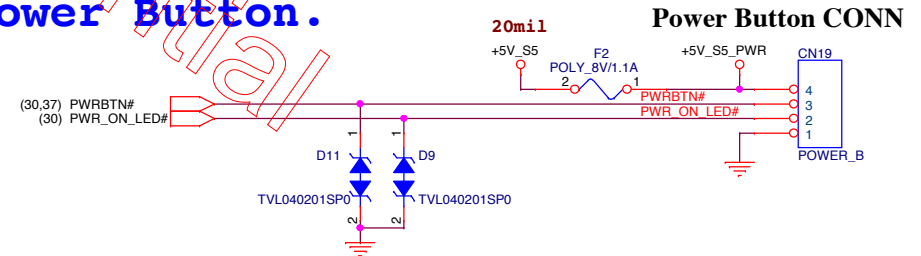 ower Button.
Power Button CONN
20mil
+5V_S5
F2
POLY_8V/1.1A
2
1
+5V_S5_PWR
CN19
4
3
2
1
POWER_B
PWRBTN#
PWR_ON_LED#
(30,37) PWRBTN#
(30) PWR_ON_LED#
1
1
D11
D9
TVL040201SP0
TVL040201SP0
2
2
tial